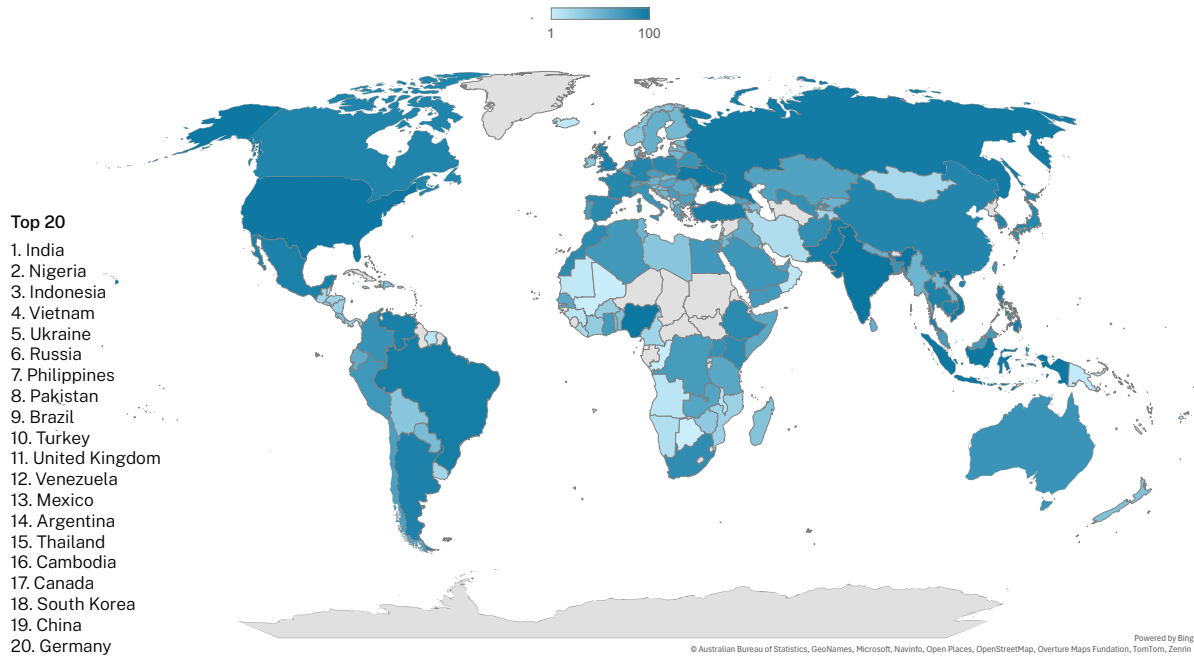 1 100
Top 20
1. India
2. Nigeria
3. Indonesia
4. Vietnam
5. Ukraine
6. Russia
7. Philippines
8. Pakistan
9. Brazil
10. Turkey
11. United Kingdom
12. Venezuela
13. Mexico
14. Argentina
15. Thailand
16. Cambodia
17. Canada
18. South Korea
19. China
20. Germany
Powered by Bing
© Australian Bureau of Statistics, GeoNames, Microsoft, Navinfo, Open Places, OpenStreetMap, Overture Maps Fundation, TomTom, Zenrin